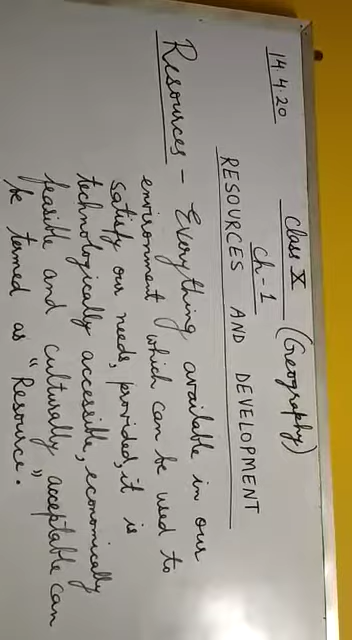 14.4.20
Class X (Geography)
Ch-1
RESOURCES AND DEVELOPMENT
Resources - Everything available in our
environment which can be used to
satisfy our needs, provided, it is
technologically accessible, economically
feasible and culturally acceptable can
be termed as "Resource".